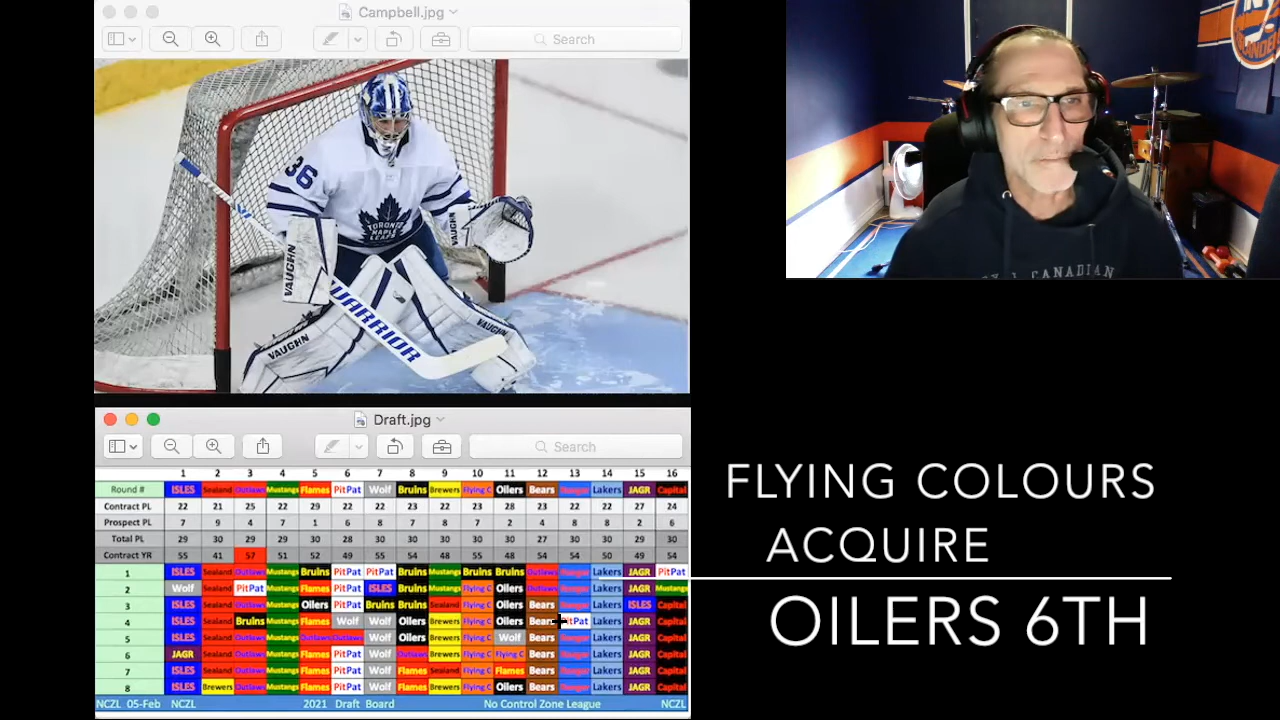 Campbell.jpg
Search
36
TORONTO
MAPLE
LEAFS
VAUGHN
VAUGHN
WARRIOR
VAUGHN
VAUGHN
CANADIAN
Draft.jpg
Search
1 2 3 4 5 6 7 8 9 10 11 12 13 14 15 16
Round # ISLES Sealand Outlaws Mustangs Flames PitPat Wolf Bruins Brewers Flying C Oilers Bears Lakers JAGR Capital
Contract PL 22 21 25 22 29 22 22 23 22 23 28 23 22 22 27 24
Prospect PL 7 9 4 7 1 6 8 7 8 7 2 4 8 8 2 6
Total PL 29 30 29 29 30 28 30 30 30 30 30 27 30 30 29 30
Contract YR 55 41 57 51 52 49 55 54 48 55 48 54 54 50 49 54
1 ISLES Sealand Outlaws Mustangs Bruins PitPat PitPat Bruins Mustangs Bruins Bruins Outlaws Lakers JAGR PitPat
2 Wolf Sealand PitPat Mustangs Flames PitPat ISLES Bruins Brewers Flying C Oilers Outlaws Lakers JAGR Mustangs
3 ISLES Sealand Outlaws Mustangs Oilers PitPat Bruins Bruins Sealand Flying C Oilers Bears Lakers ISLES Capital
4 ISLES Sealand Bruins Mustangs Flames Wolf Wolf Oilers Brewers Flying C Oilers Bears PitPat Lakers JAGR Capital
5 ISLES Sealand Outlaws Mustangs Outlaws Outlaws Wolf Oilers Brewers Flying C Wolf Bears Lakers JAGR Capital
6 JAGR Sealand Outlaws Mustangs Flames PitPat Wolf Outlaws Brewers Flying C Flying C Bears Lakers JAGR Capital
7 ISLES Sealand Outlaws Mustangs Flames PitPat Wolf Flames Sealand Flying C Flames Bears Lakers JAGR Capital
8 ISLES Brewers Outlaws Mustangs Flames PitPat Wolf Flames Brewers Flying C Oilers Bears Lakers JAGR Capital
NCZL 05-Feb NCZL 2021 Draft Board No Control Zone League NCZL
FLYING COLOURS
ACQUIRE
OILERS 6TH